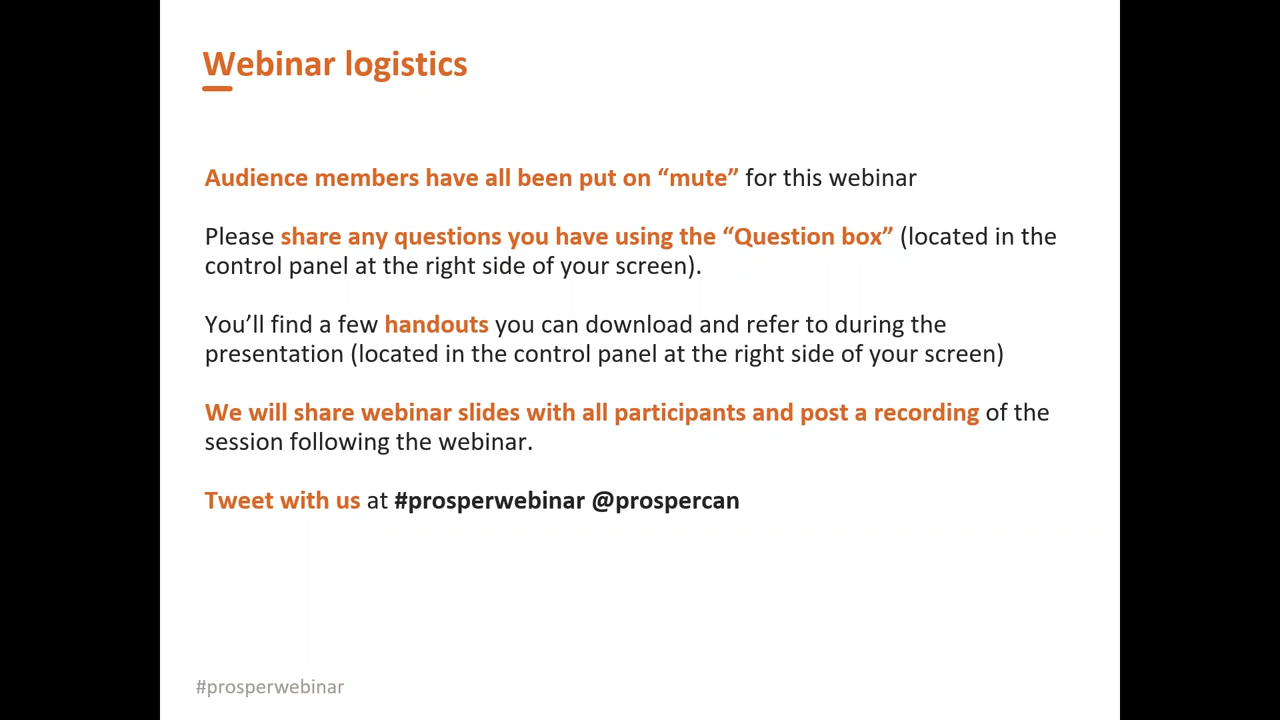 Webinar logistics
Audience members have all been put on “mute” for this webinar
Please share any questions you have using the “Question box” (located in the
control panel at the right side of your screen).
You’ll find a few handouts you can download and refer to during the
presentation (located in the control panel at the right side of your screen)
We will share webinar slides with all participants and post a recording of the
session following the webinar.
Tweet with us at #prosperwebinar @prospercan
#prosperwebinar